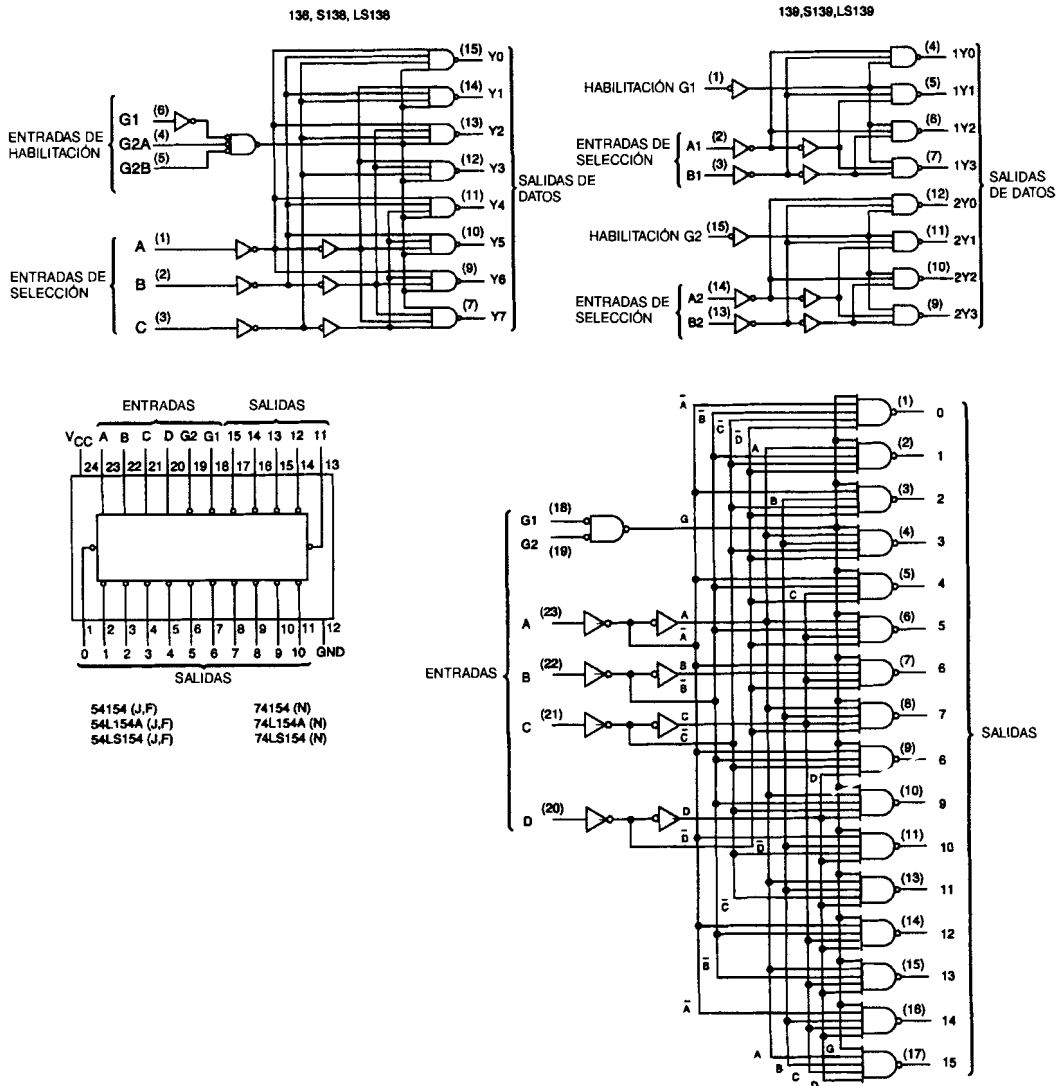 138, S138, LS138
(15) Y0
(14) Y1
(13) Y2
(12) Y3
(11) Y4
(10) Y5
(9) Y6
(7) Y7
ENTRADAS DE
HABILITACIÓN
G1 (6)
G2A (4)
G2B (5)
SALIDAS DE
DATOS
ENTRADAS DE
SELECCIÓN
A (1)
B (2)
C (3)
139,S139,LS139
HABILITACIÓN G1 (1)
(4) 1Y0
(5) 1Y1
(6) 1Y2
(7) 1Y3
ENTRADAS DE
SELECCIÓN
A1 (2)
B1 (3)
SALIDAS
DE DATOS
(12) 2Y0
(11) 2Y1
(10) 2Y2
(9) 2Y3
HABILITACIÓN G2 (15)
ENTRADAS DE
SELECCIÓN
A2 (14)
B2 (13)
ENTRADAS SALIDAS
VCC A B C D G2 G1 15 14 13 12 11
24 23 22 21 20 19 18 17 16 15 14 13
1 2 3 4 5 6 7 8 9 10 11 12
0 1 2 3 4 5 6 7 8 9 10 GND
SALIDAS
54154 (J,F) 74154 (N)
54L154A (J,F) 74L154A (N)
54LS154 (J,F) 74LS154 (N)
ENTRADAS
G1 (18)
G2 (19)
A (23)
B (22)
C (21)
D (20)
G
A
A̅
B
B̅
C
C̅
D
D̅
A̅
B̅
C̅
D̅
A
B
C
D
D̅
C̅
B̅
A̅
A
B
C
D
G
(1) 0
(2) 1
(3) 2
(4) 3
(5) 4
(6) 5
(7) 6
(8) 7
(9) 6
(10) 9
(11) 10
(13) 11
(14) 12
(15) 13
(16) 14
(17) 15
SALIDAS